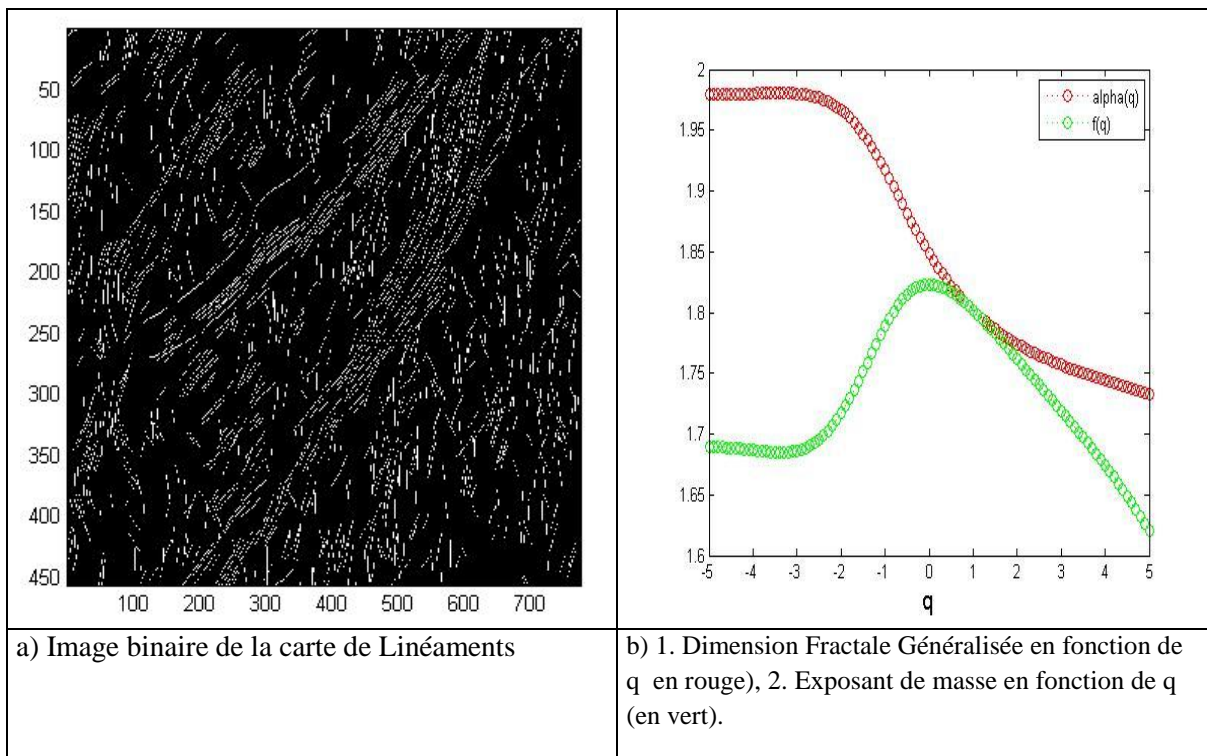 50
100
150
200
250
300
350
400
450
100 200 300 400 500 600 700
2
1.95
1.9
1.85
1.8
1.75
1.7
1.65
1.6
-5 -4 -3 -2 -1 0 1 2 3 4 5
q
alpha(q)
f(q)
a) Image binaire de la carte de Linéaments
b) 1. Dimension Fractale Généralisée en fonction de
q en rouge), 2. Exposant de masse en fonction de q
(en vert).